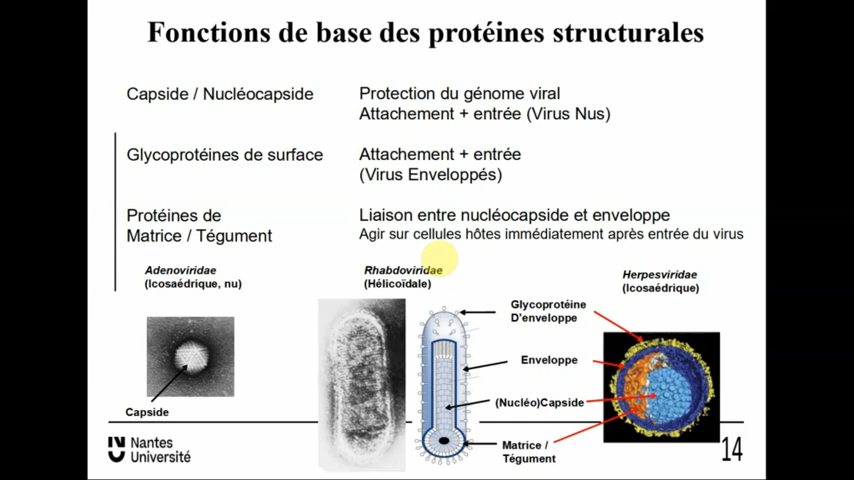 Fonctions de base des protéines structurales
Capside / Nucléocapside
Protection du génome viral
Attachement + entrée (Virus Nus)
Glycoprotéines de surface
Attachement + entrée
(Virus Enveloppés)
Protéines de
Matrice / Tégument
Liaison entre nucléocapside et enveloppe
Agir sur cellules hôtes immédiatement après entrée du virus
Adenoviridae
(Icosaédrique, nu)
Rhabdoviridae
(Hélicoïdale)
Herpesviridae
(Icosaédrique)
Glycoprotéine
D'enveloppe
Enveloppe
(Nucléo)Capside
Matrice /
Tégument
Capside
Nantes
Université
14